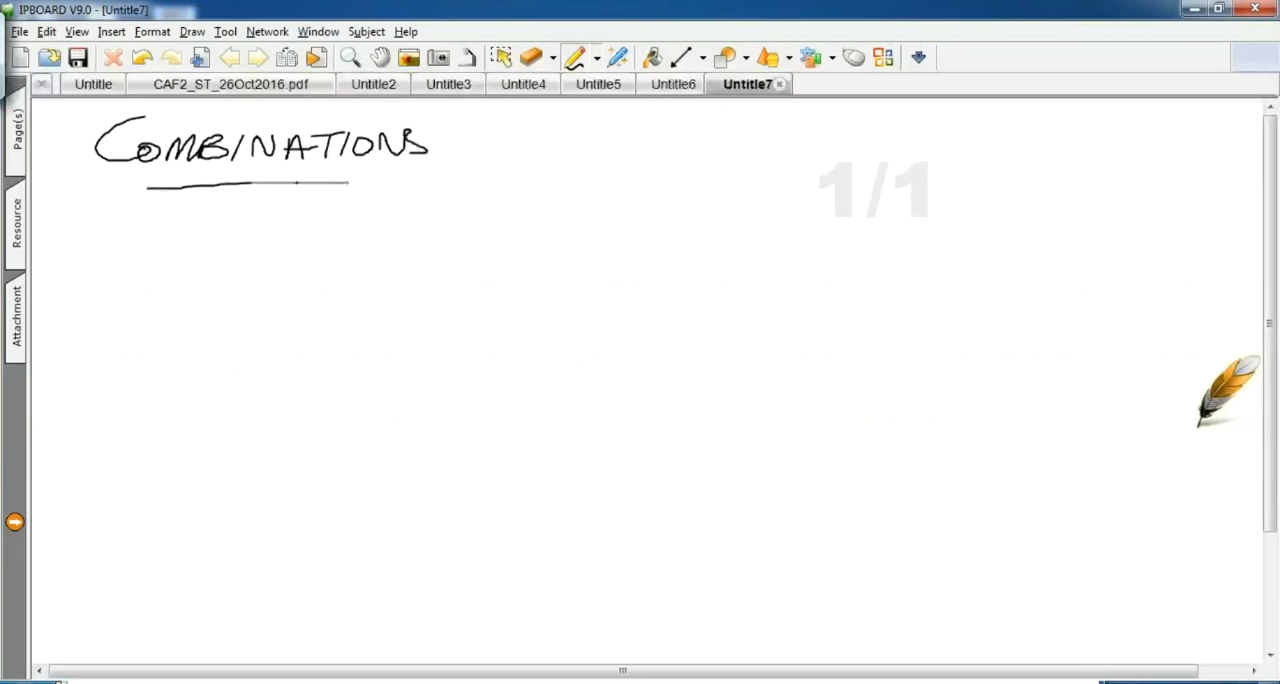 IPBOARD V9.0 - [Untitle7]
File Edit View Insert Format Draw Tool Network Window Subject Help
Untitle CAF2_ST_26Oct2016.pdf Untitle2 Untitle3 Untitle4 Untitle5 Untitle6 Untitle7
Page(s)
Resource
Attachment
COMBINATIONS
1/1